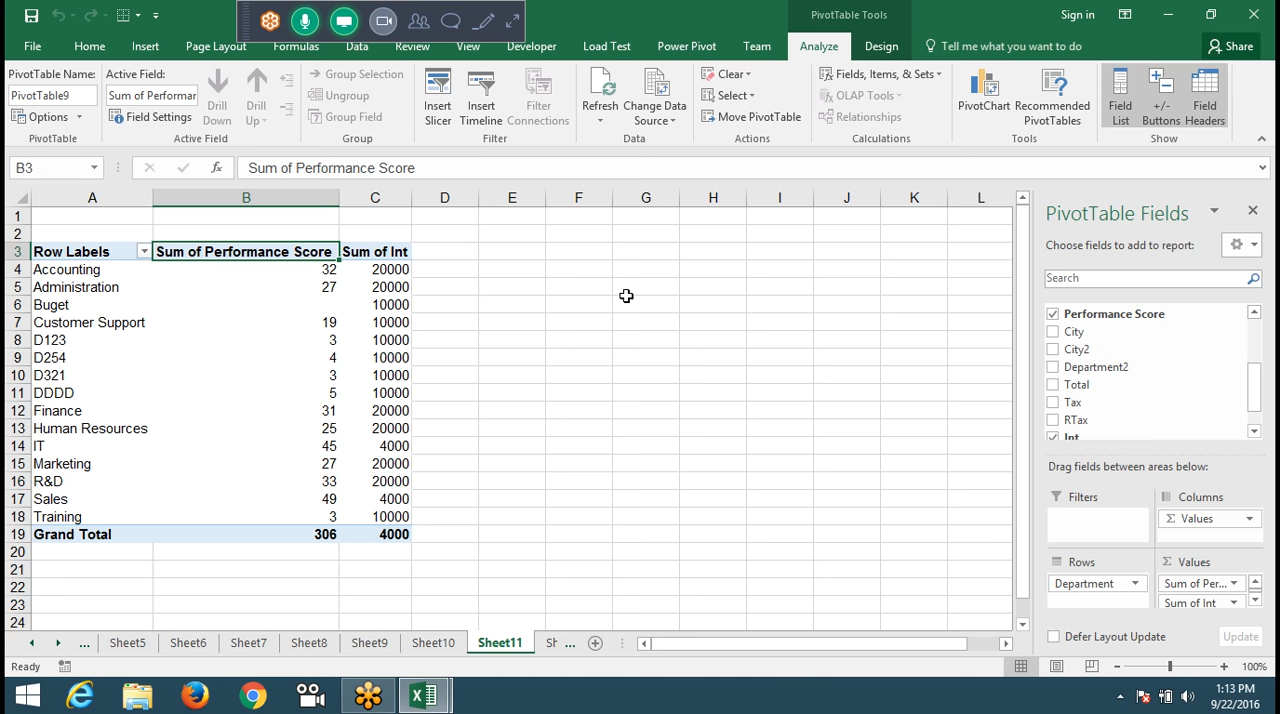 PivotTable Tools
Sign in
File Home Insert Page Layout Formulas Data Review View Developer Load Test Power Pivot Team Analyze Design Tell me what you want to do Share
PivotTable Name:
PivotTable9
Options
PivotTable
Active Field:
Sum of Performar
Field Settings
Drill Down
Drill Up
Active Field
Group Selection
Ungroup
Group Field
Group
Insert Slicer
Insert Timeline
Filter Connections
Filter
Refresh
Change Data Source
Data
Clear
Select
Move PivotTable
Actions
Fields, Items, & Sets
OLAP Tools
Relationships
Calculations
PivotChart
Recommended PivotTables
Tools
Field List
+/- Buttons
Field Headers
Show
B3 fx Sum of Performance Score
A B C D E F G H I J K L
1
2
3 Row Labels Sum of Performance Score Sum of Int
4 Accounting 32 20000
5 Administration 27 20000
6 Buget 10000
7 Customer Support 19 10000
8 D123 3 10000
9 D254 4 10000
10 D321 3 10000
11 DDDD 5 10000
12 Finance 31 20000
13 Human Resources 25 20000
14 IT 45 4000
15 Marketing 27 20000
16 R&D 33 20000
17 Sales 49 4000
18 Training 3 10000
19 Grand Total 306 4000
20
21
22
23
24
PivotTable Fields
Choose fields to add to report:
Search
Performance Score
City
City2
Department2
Total
Tax
RTax
Int
Drag fields between areas below:
Filters
Columns
Σ Values
Rows
Department
Σ Values
Sum of Per...
Sum of Int
Defer Layout Update
Update
... Sheet5 Sheet6 Sheet7 Sheet8 Sheet9 Sheet10 Sheet11 Sh ...
Ready
100%
1:13 PM
9/22/2016